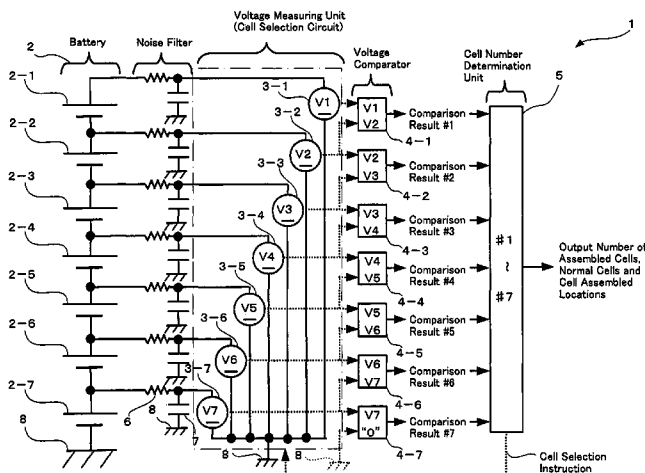 Voltage Measuring Unit
(Cell Selection Circuit)
Battery
Noise Filter
Voltage
Comparator
Cell Number
Determination
Unit
1
2
5
2-1
2-2
2-3
2-4
2-5
2-6
2-7
8
3-1
3-2
3-3
3-4
3-5
3-6
3-7
V1
V2
V3
V4
V5
V6
V7
6
8
7
8
8
V1
V2
4-1
V2
V3
4-2
V3
V4
4-3
V4
V5
4-4
V5
V6
4-5
V6
V7
4-6
V7
"0"
4-7
Comparison
Result #1
Comparison
Result #2
Comparison
Result #3
Comparison
Result #4
Comparison
Result #5
Comparison
Result #6
Comparison
Result #7
#1
~
#7
Output Number of
Assembled Cells,
Normal Cells and
Cell Assembled
Locations
Cell Selection
Instruction